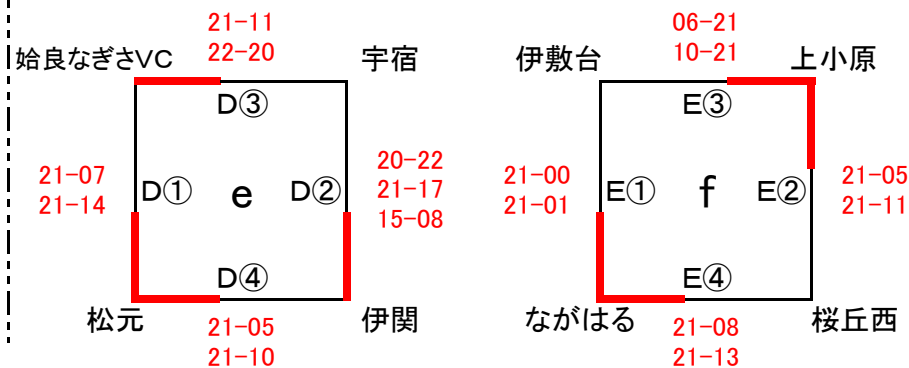 21-11
22-20
06-21
10-21
姶良なぎさVC
宇宿
伊敷台
上小原
D③
E③
21-07
21-14
D①
e
D②
20-22
21-17
15-08
21-00
21-01
E①
f
E②
21-05
21-11
D④
E④
松元
21-05
21-10
伊関
ながはる
21-08
21-13
桜丘西